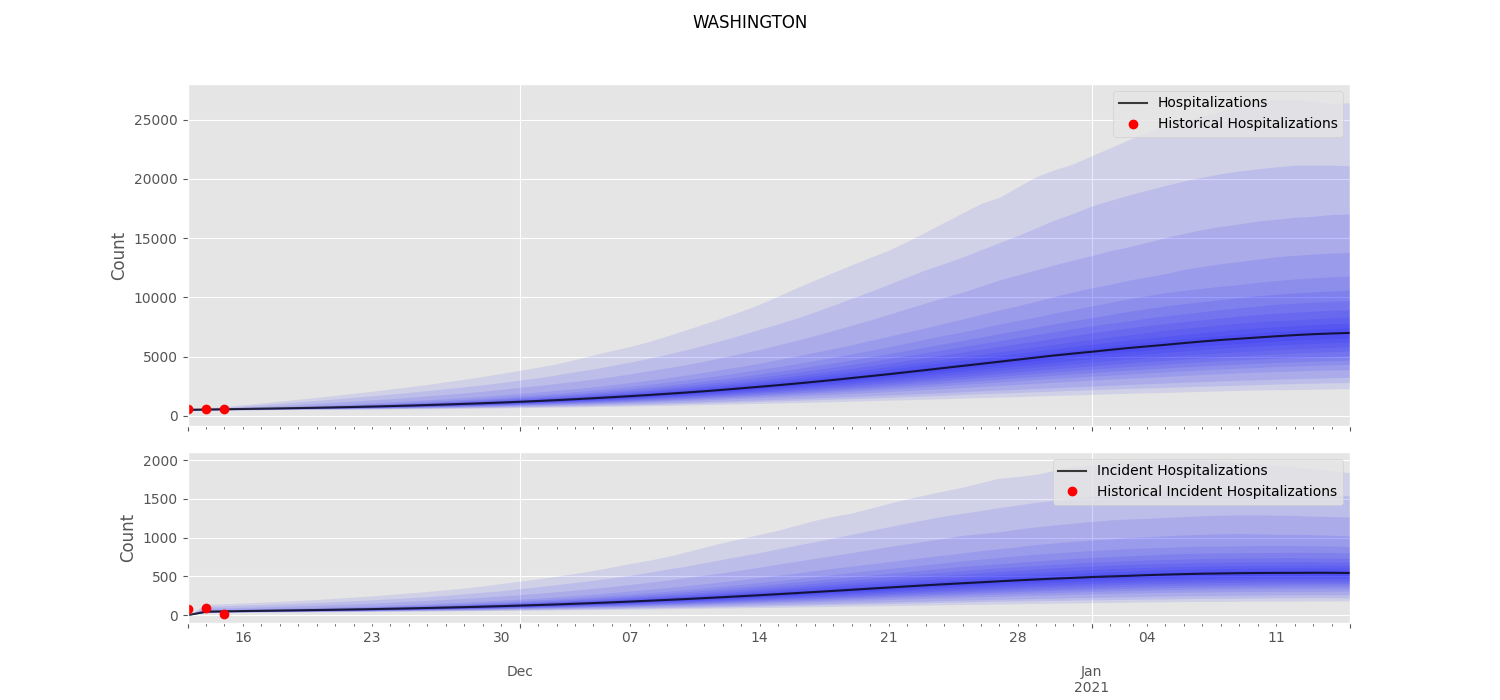 WASHINGTON
Hospitalizations
Historical Hospitalizations
Count
25000
20000
15000
10000
5000
0
Incident Hospitalizations
Historical Incident Hospitalizations
Count
2000
1500
1000
500
0
16 23 30 07 14 21 28 04 11
Dec Jan
2021